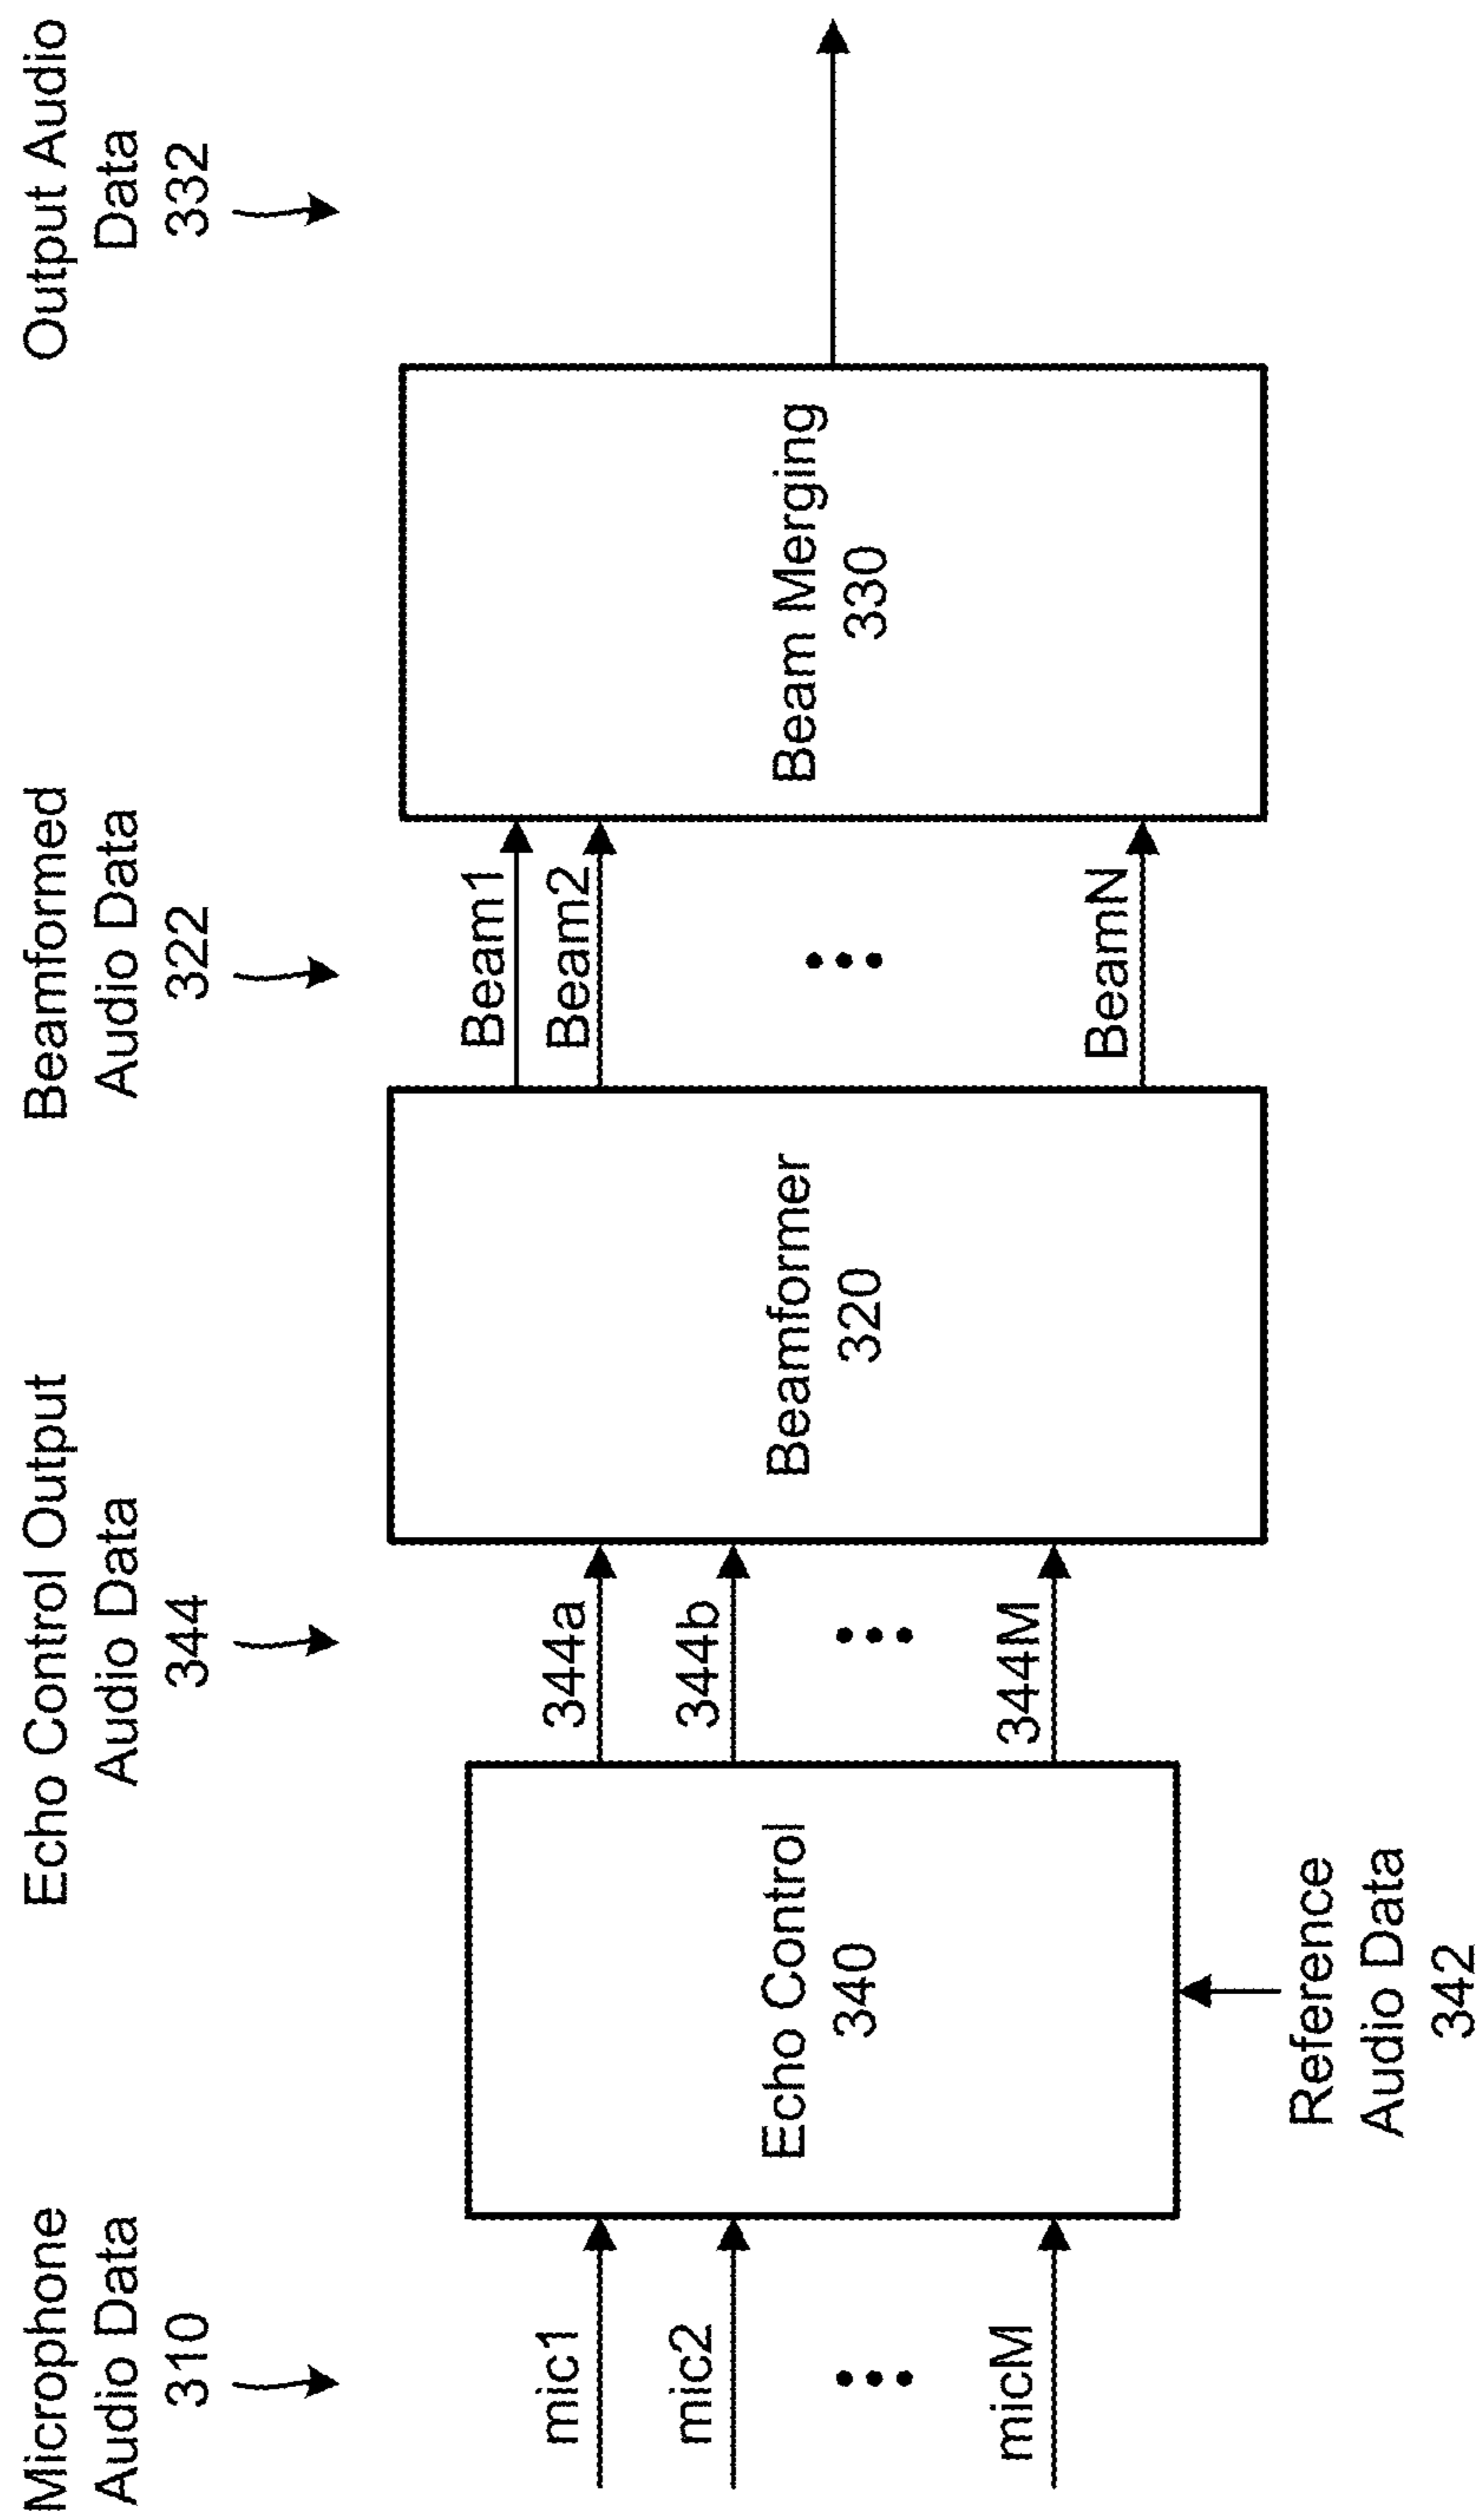 Microphone
Audio Data
310
Echo Control Output
Audio Data
344
Beamformed
Audio Data
322
Output Audio
Data
332
mic1
mic2
micM
Echo Control
340
Reference
Audio Data
342
344a
344b
344M
Beamformer
320
Beam1
Beam2
BeamN
Beam Merging
330